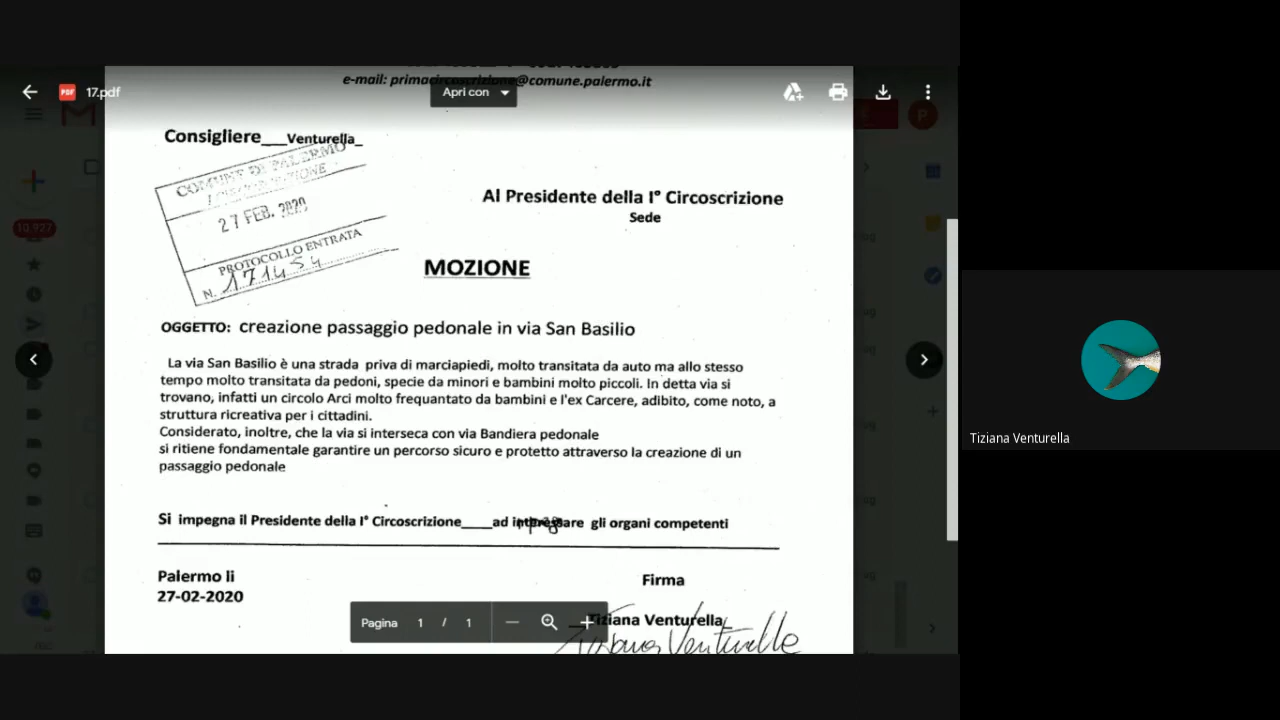 e-mail: primacircoscrizione@comune.palermo.it
17.pdf
Apri con
Consigliere___Venturella_
COMUNE DI PALERMO
I CIRCOSCRIZIONE
27 FEB. 2020
PROTOCOLLO ENTRATA
N. 171454
Al Presidente della I° Circoscrizione
Sede
MOZIONE
OGGETTO: creazione passaggio pedonale in via San Basilio
La via San Basilio è una strada priva di marciapiedi, molto transitata da auto ma allo stesso
tempo molto transitata da pedoni, specie da minori e bambini molto piccoli. In detta via si
trovano, infatti un circolo Arci molto frequantato da bambini e l'ex Carcere, adibito, come noto, a
struttura ricreativa per i cittadini.
Considerato, inoltre, che la via si interseca con via Bandiera pedonale
si ritiene fondamentale garantire un percorso sicuro e protetto attraverso la creazione di un
passaggio pedonale
Si impegna il Presidente della I° Circoscrizione____ad interessare gli organi competenti
Palermo li
27-02-2020
Firma
_Tiziana Venturella_
Tiziana Venturella
Pagina 1 / 1
10.927
P
Tiziana Venturella